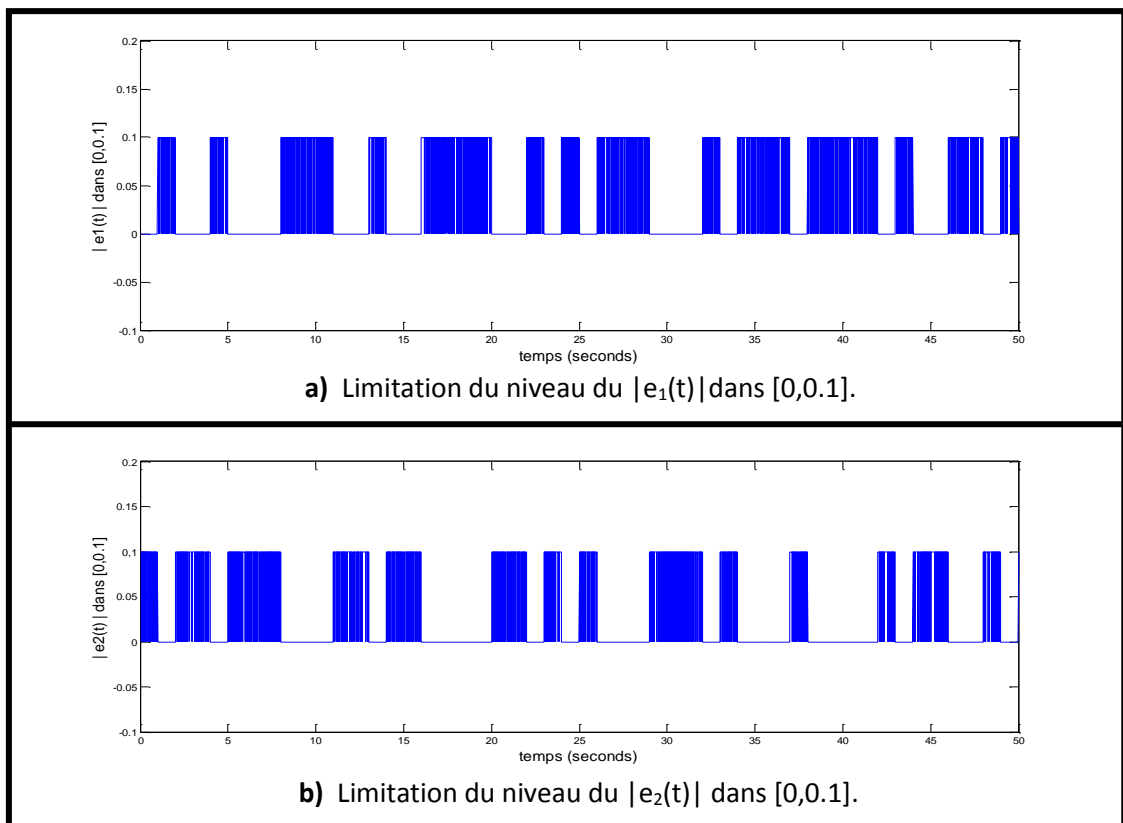 0.2
0.15
0.1
0.05
0
-0.05
-0.1
| e1(t) | dans [0,0.1]
0 5 10 15 20 25 30 35 40 45 50
temps (seconds)
a) Limitation du niveau du |e₁(t)|dans [0,0.1].
0.2
0.15
0.1
0.05
0
-0.05
-0.1
| e2(t) | dans [0,0.1]
0 5 10 15 20 25 30 35 40 45 50
temps (seconds)
b) Limitation du niveau du |e₂(t)| dans [0,0.1].